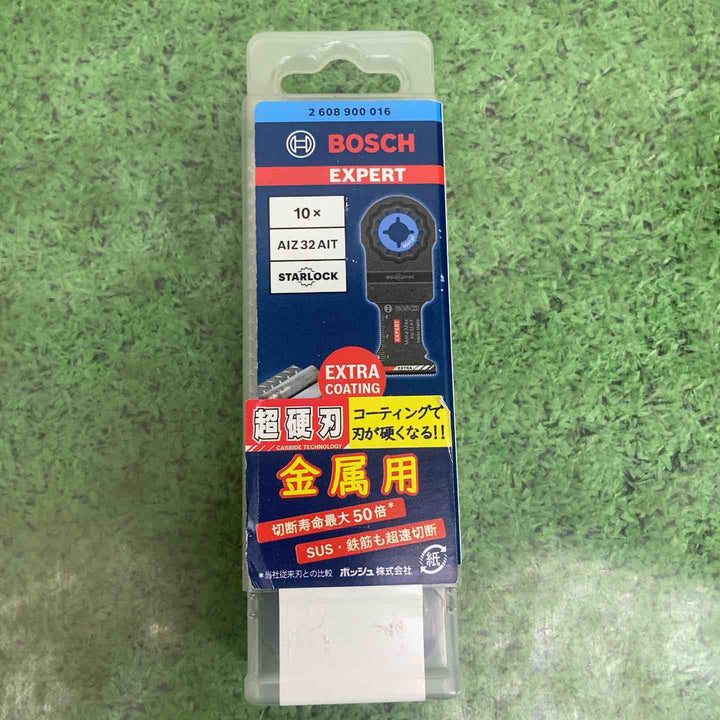 2 608 900 016
BOSCH
EXPERT
10×
AIZ 32 AIT
STARLOCK
BOSCH
EXPERT
EXTRA
EXTRA
COATING
超硬刃
CARBIDE TECHNOLOGY
コーティングで
刃が硬くなる!!
金属用
切断寿命最大50倍*
SUS・鉄筋も超速切断
*当社従来刃との比較 ボッシュ株式会社
紙